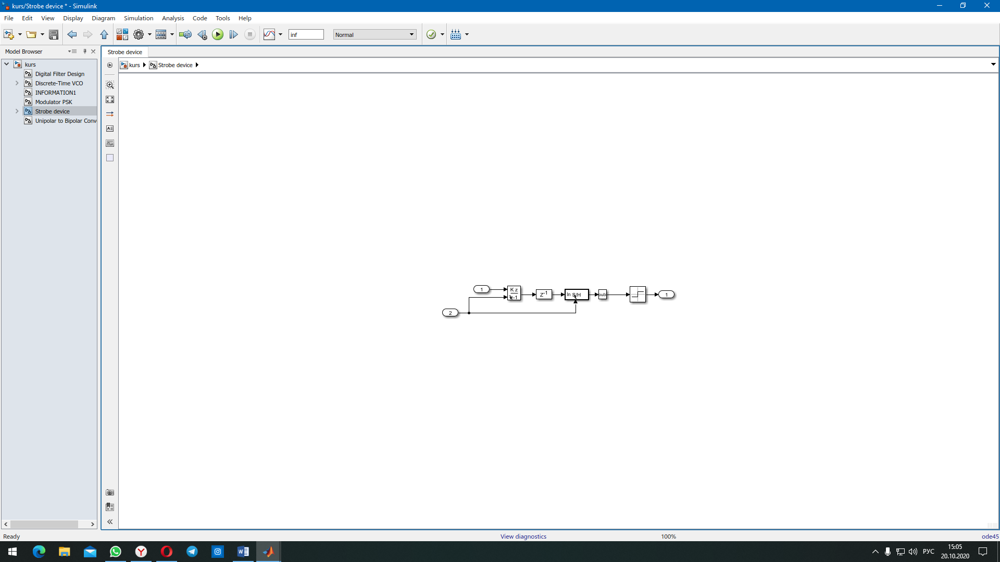 kurs/Strobe device * - Simulink
File Edit View Display Diagram Simulation Analysis Code Tools Help
inf Normal
Model Browser
Strobe device
kurs
Digital Filter Design
Discrete-Time VCO
INFORMATION1
Modulator PSK
Strobe device
Unipolar to Bipolar Conv
kurs Strobe device
1
K z
z-1
Z-1
In S/H
oub
1
2
Ready View diagnostics 100% ode45
РУС
15:05
20.10.2020